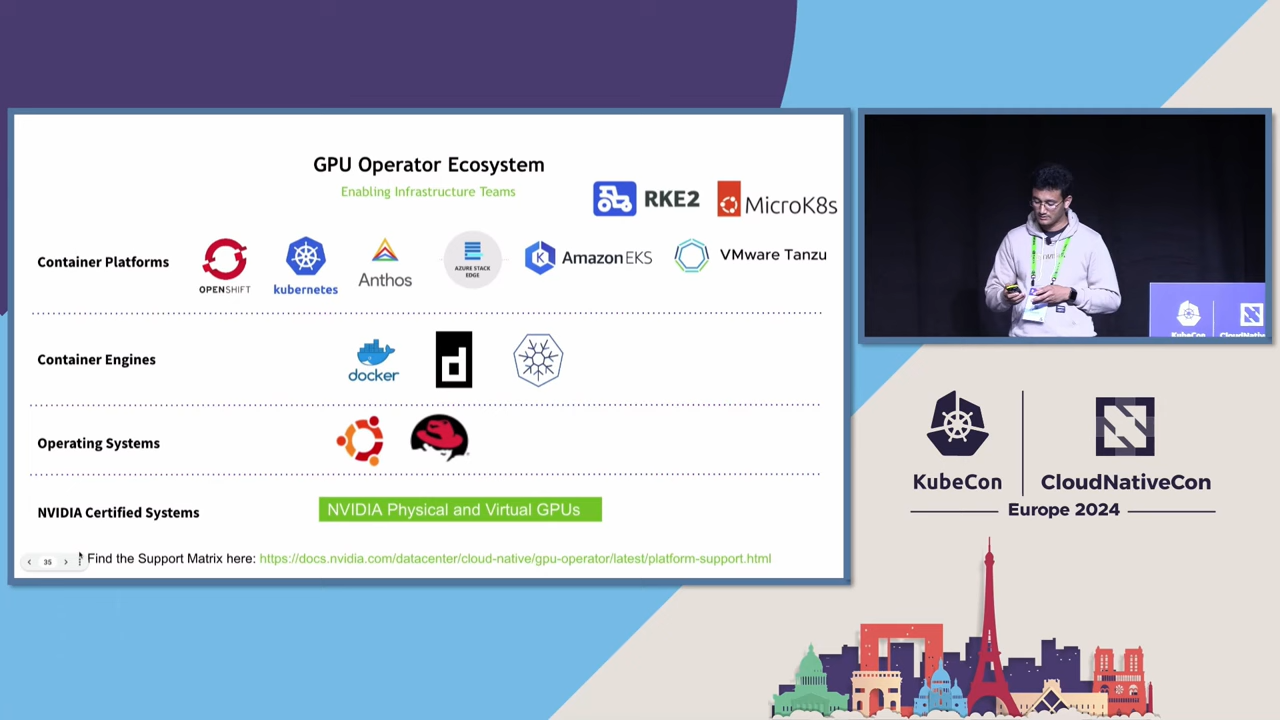 GPU Operator Ecosystem
Enabling Infrastructure Teams
RKE2
MicroK8s
Container Platforms
OPENSHIFT
kubernetes
Anthos
AZURE STACK
EDGE
Amazon EKS
VMware Tanzu
Container Engines
docker
d
Operating Systems
NVIDIA Certified Systems
NVIDIA Physical and Virtual GPUs
35
Find the Support Matrix here: https://docs.nvidia.com/datacenter/cloud-native/gpu-operator/latest/platform-support.html
KubeCon
CloudNativeCon
Europe 2024